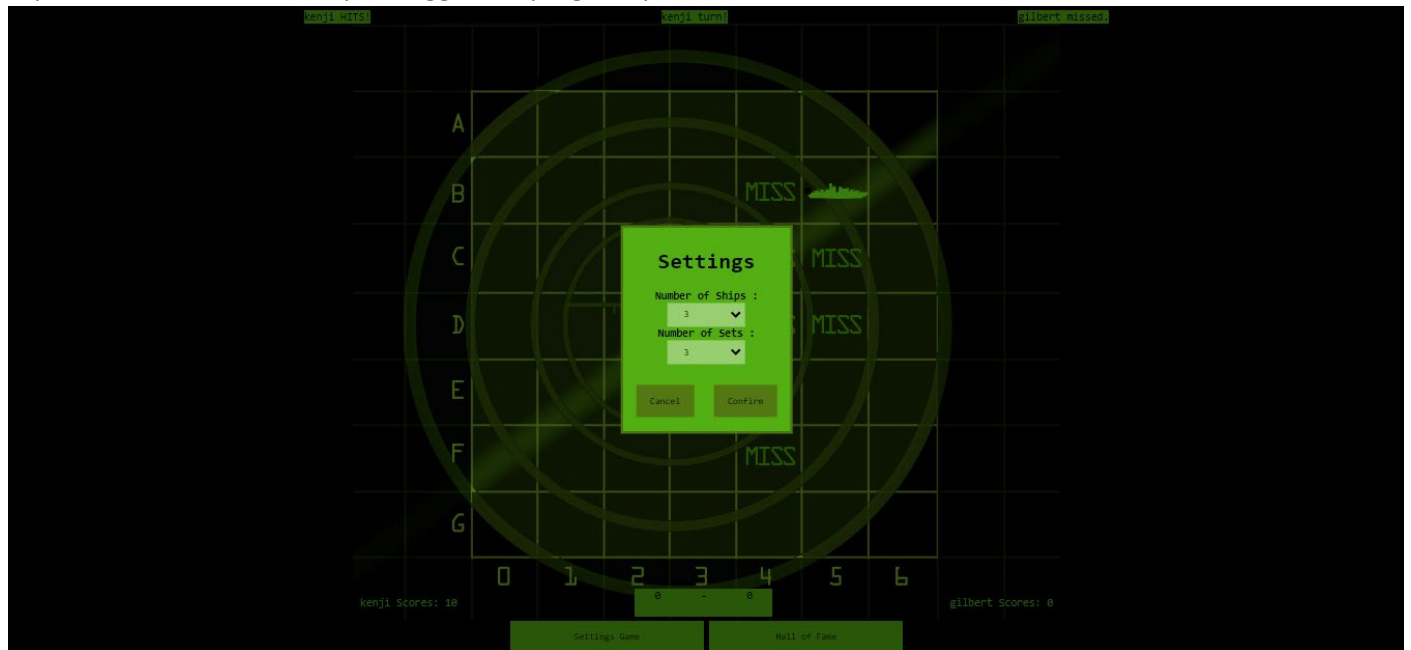 kenji HITS! kenji turn! gilbert missed.
A
B MISS
C MISS
D MISS
E
F MISS
G
Settings
Number of Ships :
3
Number of Sets :
3
Cancel Confirm
0 1 2 3 4 5 6
kenji Scores: 10 0 - 0 gilbert Scores: 0
Settings Game Hall of Fame